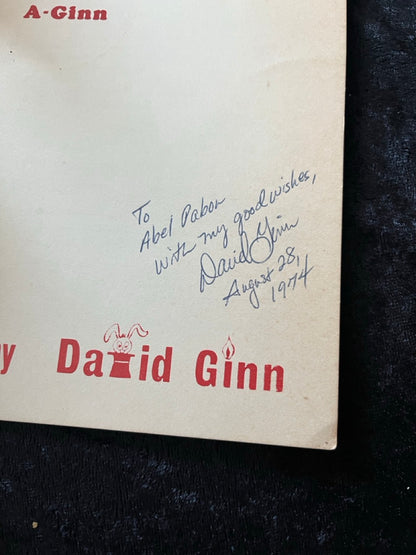 A-Ginn
To
Abel Pabon
with my good wishes,
David Ginn
August 28,
1974
y David Ginn